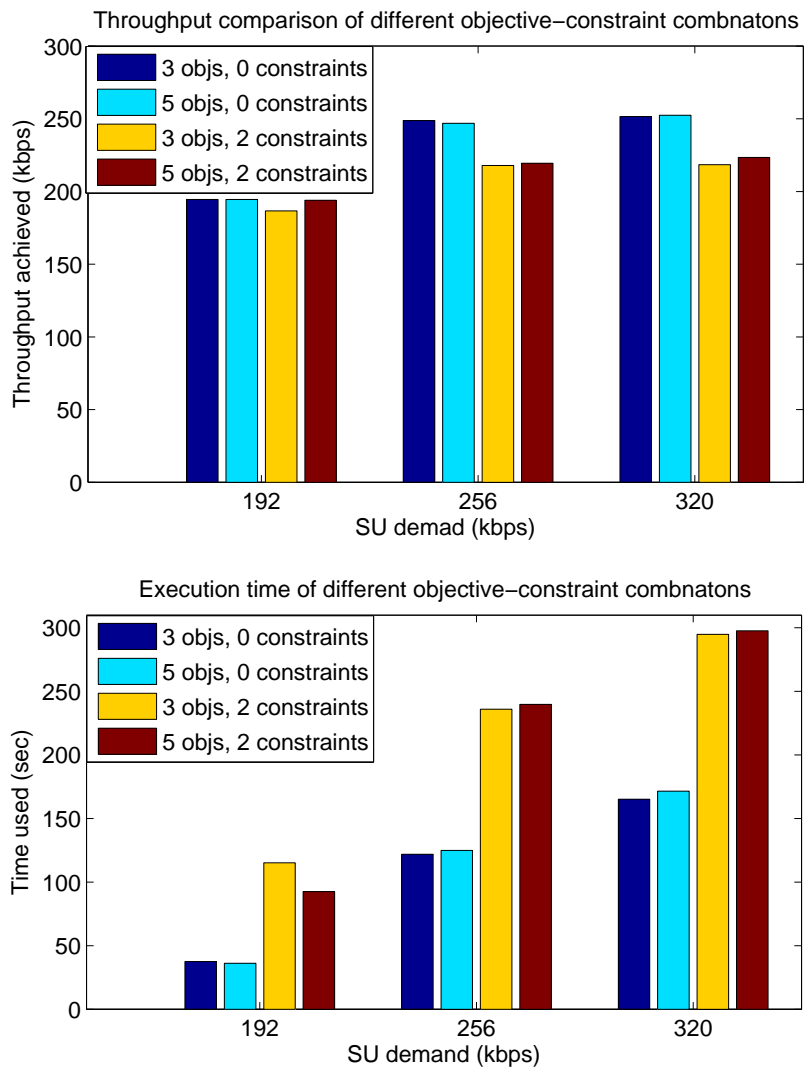 Throughput comparison of different objective−constraint combnatons
300
250
200
150
100
50
0
Throughput achieved (kbps)
3 objs, 0 constraints
5 objs, 0 constraints
3 objs, 2 constraints
5 objs, 2 constraints
192
256
320
SU demad (kbps)
Execution time of different objective−constraint combnatons
300
250
200
150
100
50
0
Time used (sec)
3 objs, 0 constraints
5 objs, 0 constraints
3 objs, 2 constraints
5 objs, 2 constraints
192
256
320
SU demand (kbps)